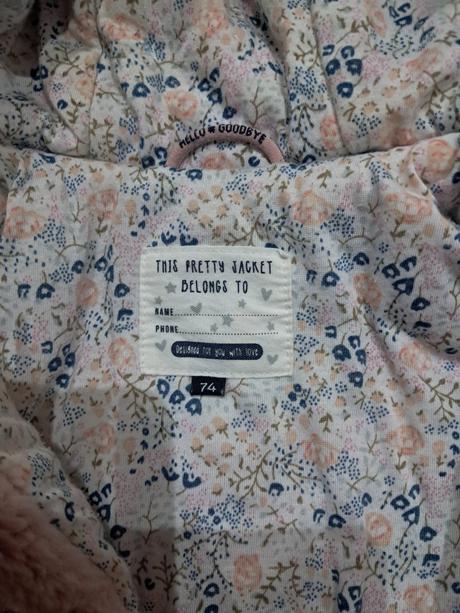 HELLO # GOODBYE
THIS PRETTY JACKET
BELONGS TO
NAME
PHONE
Designed for you with love
74